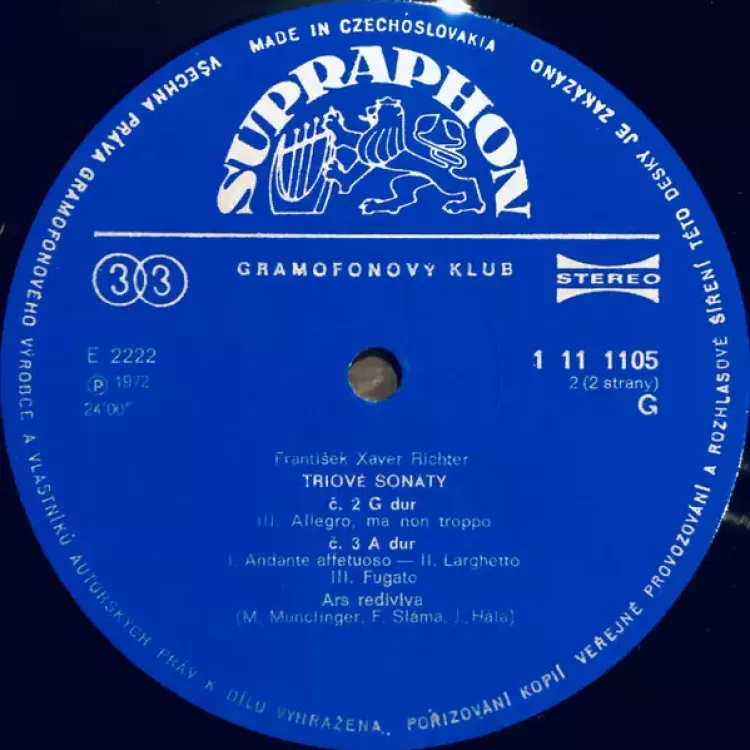 MADE IN CZECHOSLOVAKIA
SUPRAPHON
33
GRAMOFONOVÝ KLUB
STEREO
E 2222
℗ 1972
24'00"
1 11 1105
2 (2 strany)
G
František Xaver Richter
TRIOVÉ SONÁTY
č. 2 G dur
III. Allegro, ma non troppo
č. 3 A dur
I. Andante affetuoso — II. Larghetto
III. Fugato
Ars rediviva
(M. Munclinger, F. Sláma, J. Hála)
VŠECHNA PRÁVA GRAMOFONOVÉHO VÝROBCE A VLASTNÍKŮ AUTORSKÝCH PRÁV K DÍLU VYHRAŽENA. POŘIZOVÁNÍ KOPIÍ VEŘEJNÉ PROVOZOVÁNÍ A ROZHLASOVÉ ŠÍŘENÍ TÉTO DESKY JE ZAKÁZÁNO